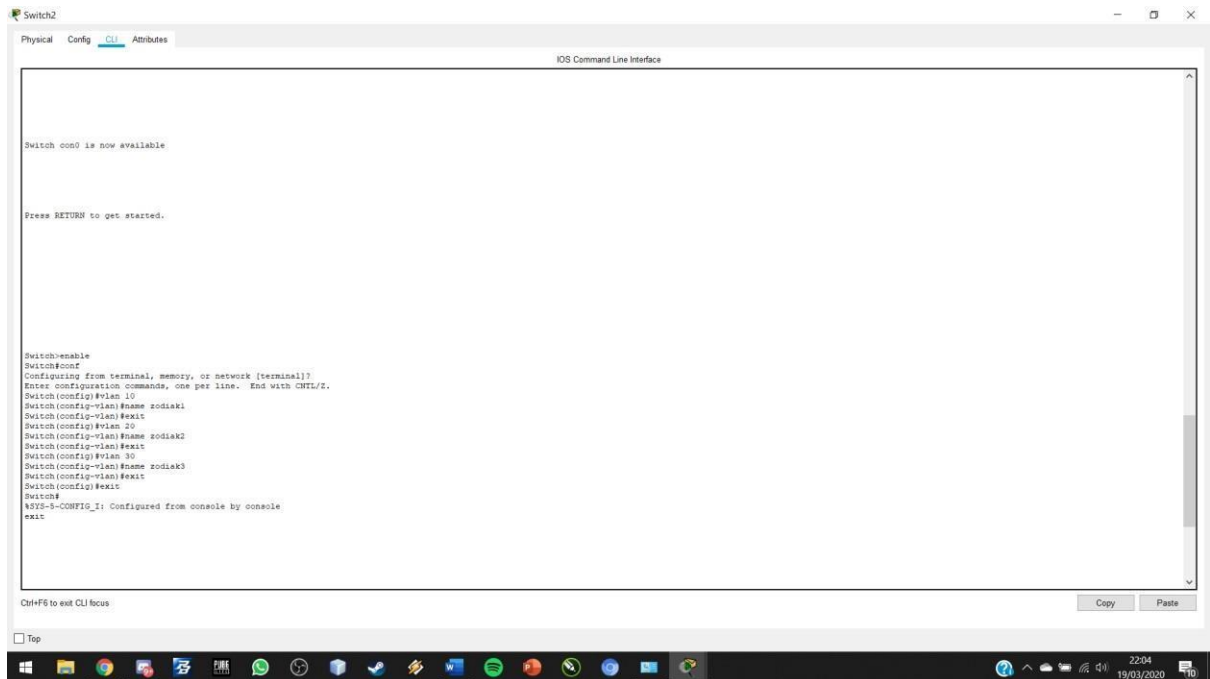 Switch2
Physical Config CLI Attributes
IOS Command Line Interface
Switch con0 is now available
Press RETURN to get started.
Switch>enable
Switch#conf
Configuring from terminal, memory, or network [terminal]?
Enter configuration commands, one per line. End with CNTL/Z.
Switch(config)#vlan 10
Switch(config-vlan)#name zodiak1
Switch(config-vlan)#exit
Switch(config)#vlan 20
Switch(config-vlan)#name zodiak2
Switch(config-vlan)#exit
Switch(config)#vlan 30
Switch(config-vlan)#name zodiak3
Switch(config-vlan)#exit
Switch(config)#exit
Switch#
%SYS-5-CONFIG_I: Configured from console by console
exit
Ctrl+F6 to exit CLI focus
Copy Paste
Top
22:04
19/03/2020